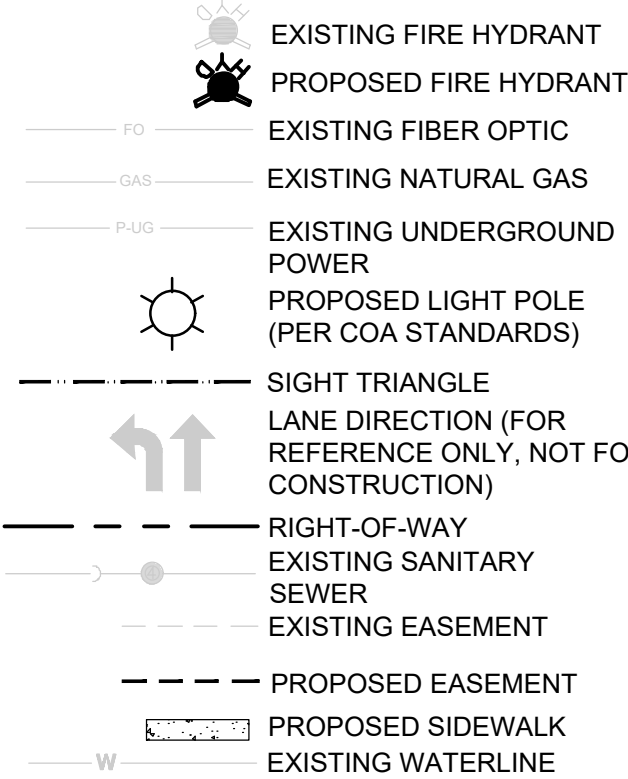 HYD
EXISTING FIRE HYDRANT
HYD
PROPOSED FIRE HYDRANT
FO
EXISTING FIBER OPTIC
GAS
EXISTING NATURAL GAS
P-UG
EXISTING UNDERGROUND
POWER
PROPOSED LIGHT POLE
(PER COA STANDARDS)
SIGHT TRIANGLE
LANE DIRECTION (FOR
REFERENCE ONLY, NOT FO
CONSTRUCTION)
RIGHT-OF-WAY
EXISTING SANITARY
SEWER
EXISTING EASEMENT
PROPOSED EASEMENT
PROPOSED SIDEWALK
W
EXISTING WATERLINE